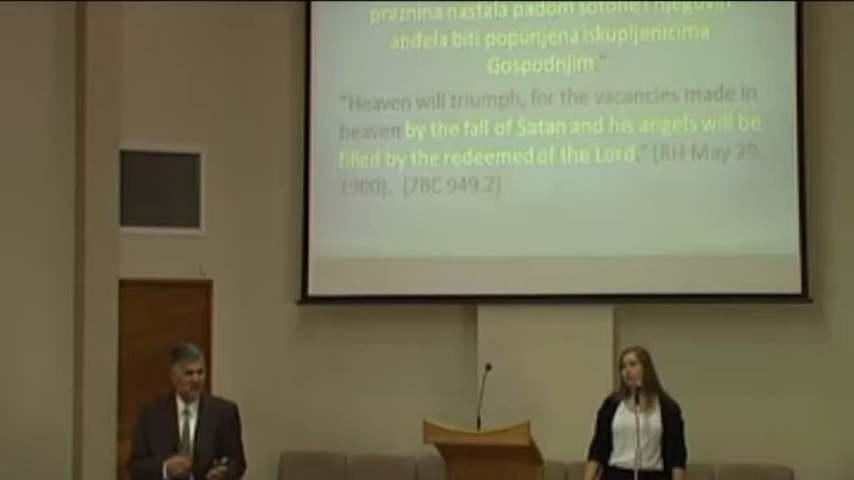 praznina nastala padom sotone i njegovih
anđela biti popunjena iskupljenicima
Gospodnjim."
"Heaven will triumph, for the vacancies made in
heaven by the fall of Satan and his angels will be
filled by the redeemed of the Lord." (RH May 29,
1900). {7BC 949.2}